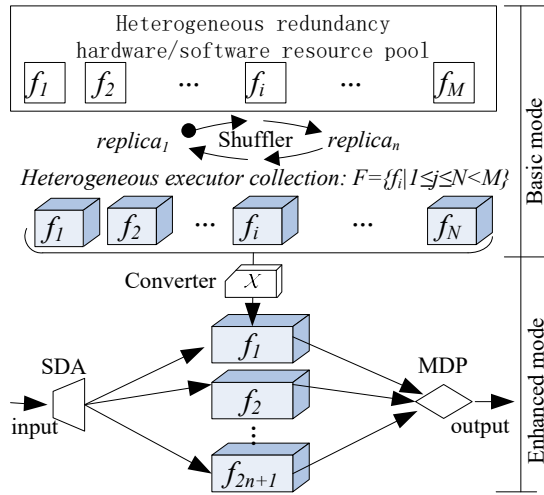 Heterogeneous redundancy
hardware/software resource pool
f1 f2 ... fi ... fM
replica1 Shuffler replican
Heterogeneous executor collection: F={fi|1≤j≤N<M}
f1 f2 ... fi ... fN
Basic mode
Converter X
f1
SDA
MDP
f2
input
output
...
f2n+1
Enhanced mode